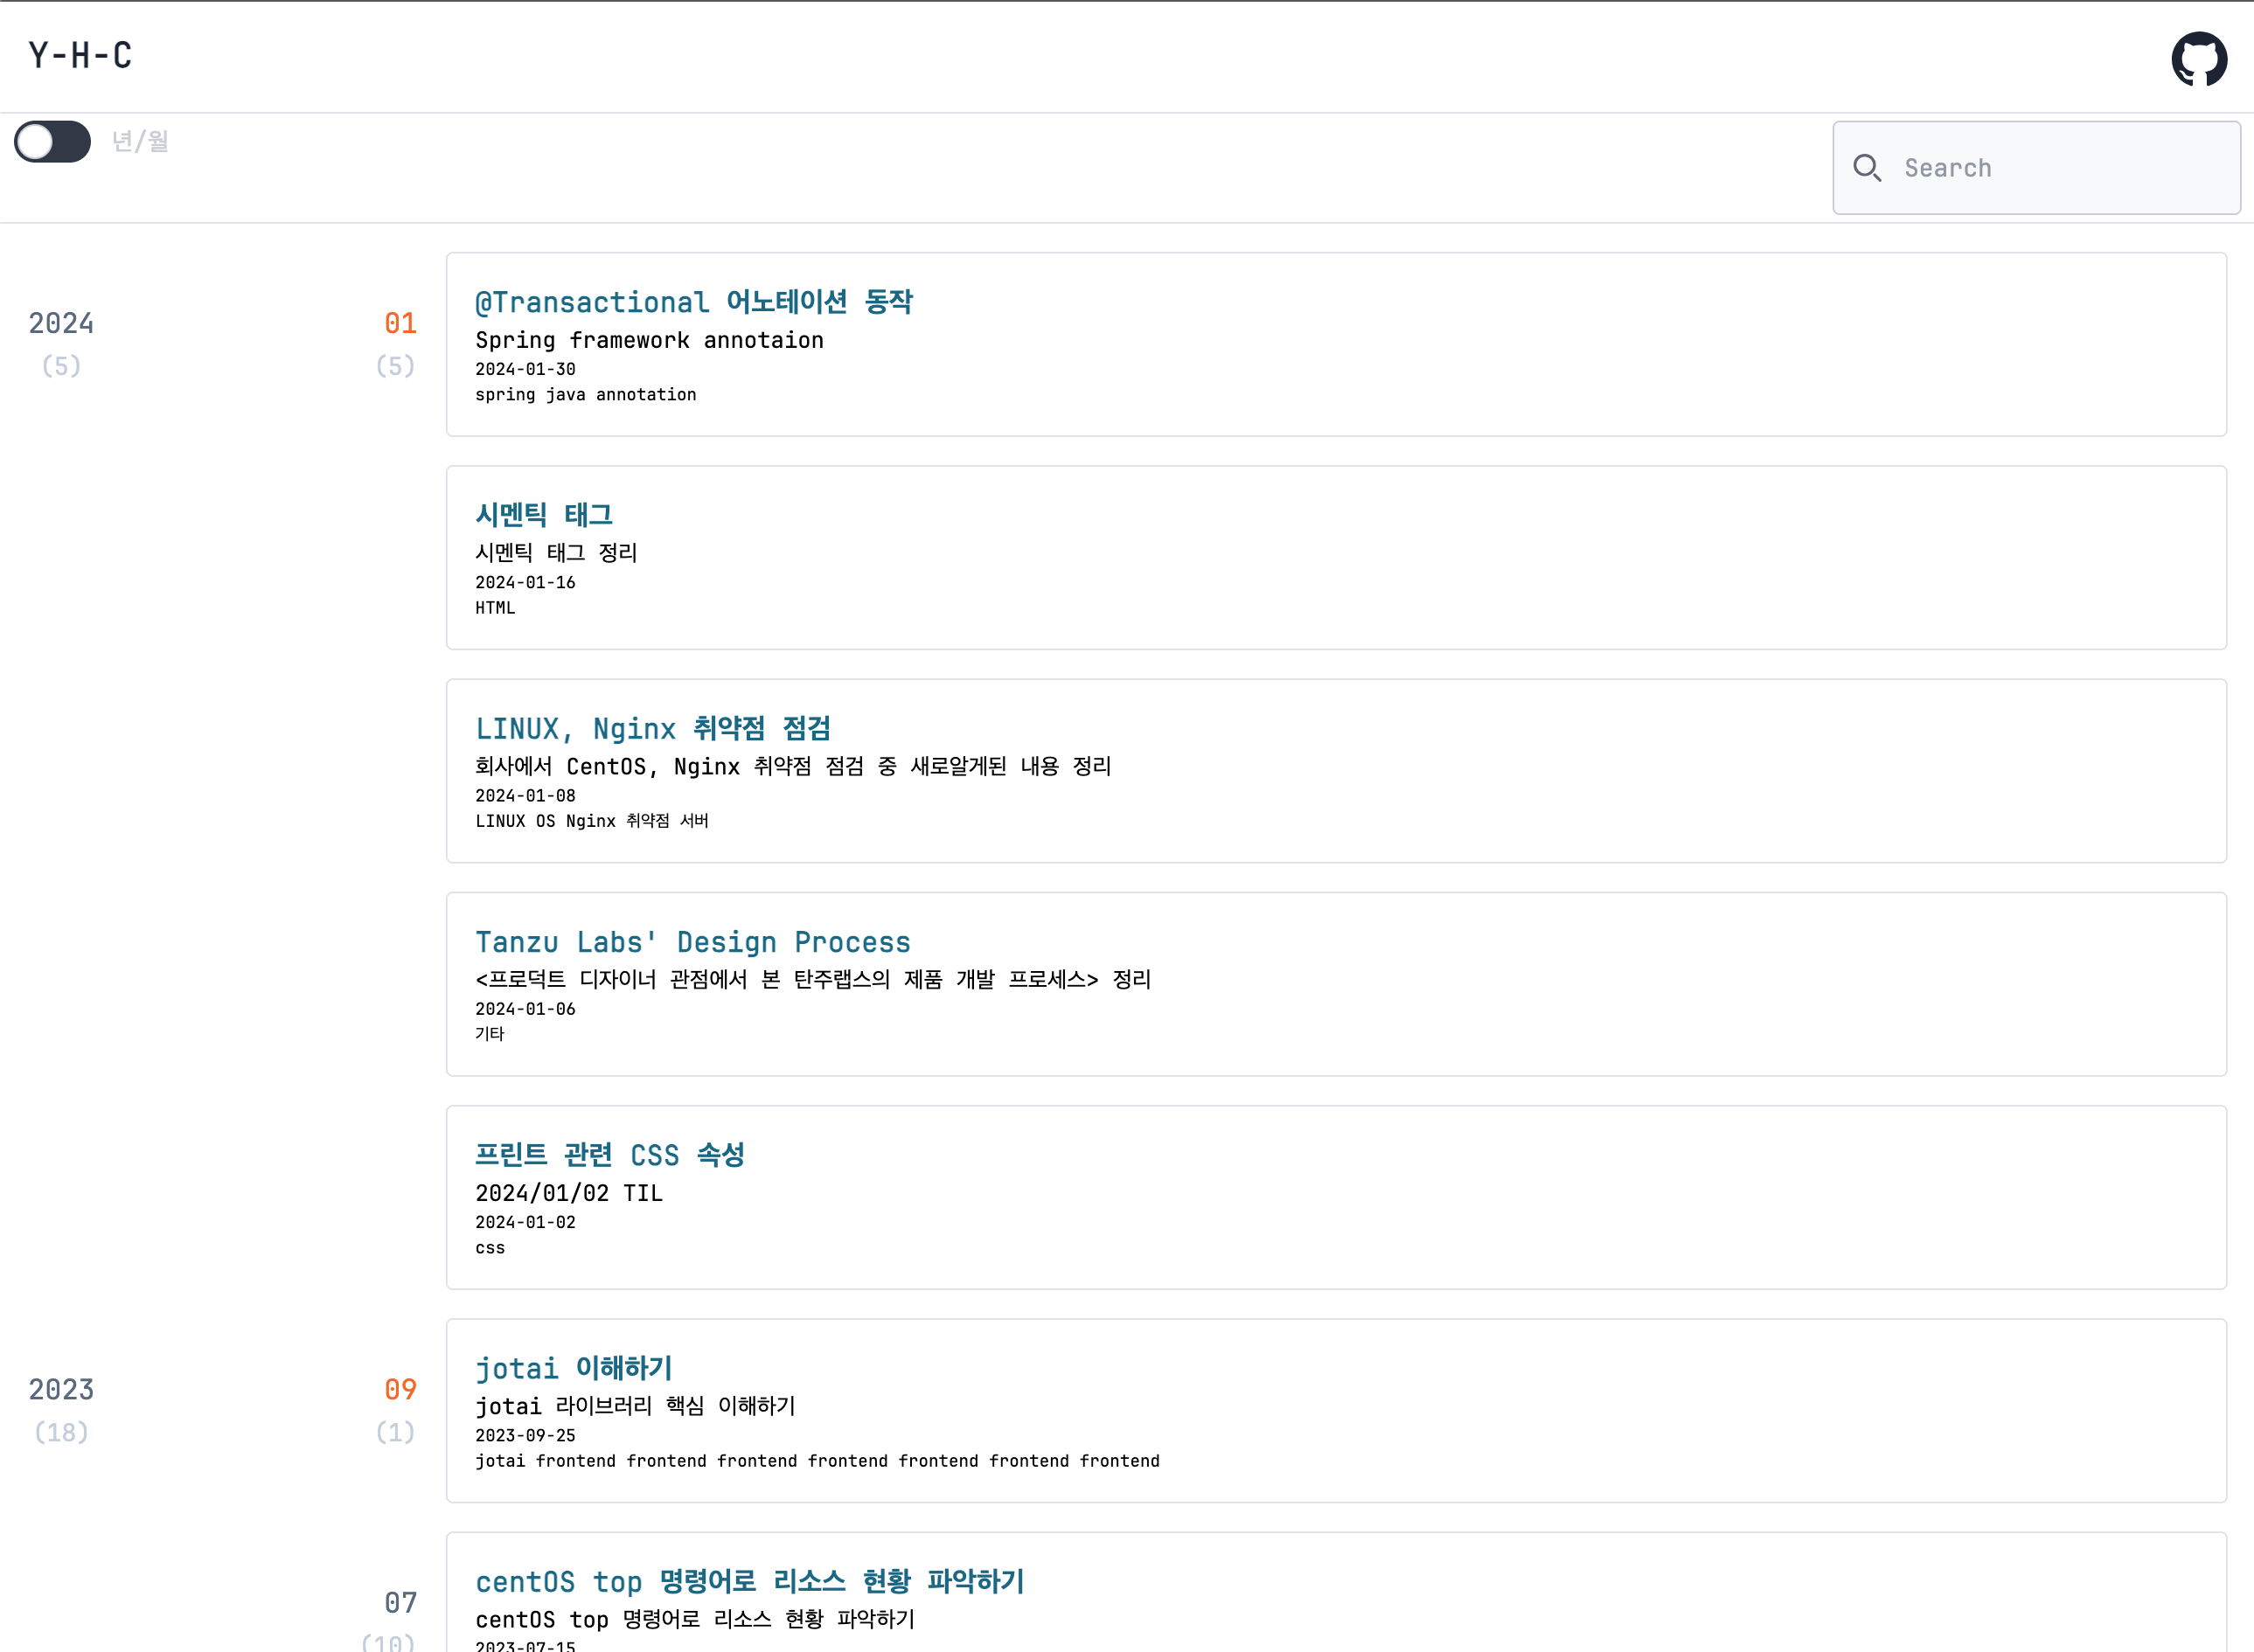 Y-H-C
년/월
Search
2024
(5)
01
(5)
@Transactional 어노테이션 동작
Spring framework annotaion
2024-01-30
spring java annotation
시멘틱 태그
시멘틱 태그 정리
2024-01-16
HTML
LINUX, Nginx 취약점 점검
회사에서 CentOS, Nginx 취약점 점검 중 새로알게된 내용 정리
2024-01-08
LINUX OS Nginx 취약점 서버
Tanzu Labs' Design Process
<프로덕트 디자이너 관점에서 본 탄주랩스의 제품 개발 프로세스> 정리
2024-01-06
기타
프린트 관련 CSS 속성
2024/01/02 TIL
2024-01-02
css
2023
(18)
09
(1)
jotai 이해하기
jotai 라이브러리 핵심 이해하기
2023-09-25
jotai frontend frontend frontend frontend frontend frontend frontend
07
(10)
centOS top 명령어로 리소스 현황 파악하기
centOS top 명령어로 리소스 현황 파악하기
2023-07-15